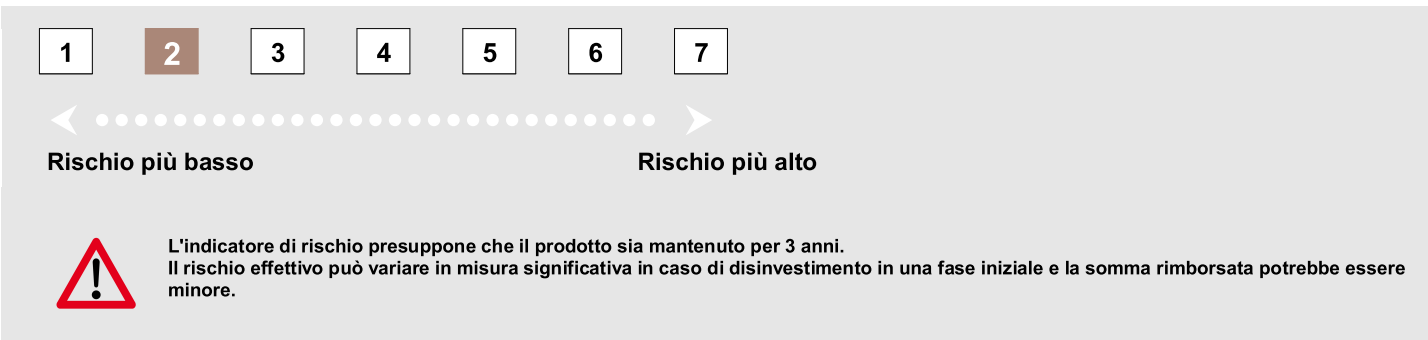 1 2 3 4 5 6 7
Rischio più basso Rischio più alto
L'indicatore di rischio presuppone che il prodotto sia mantenuto per 3 anni.
Il rischio effettivo può variare in misura significativa in caso di disinvestimento in una fase iniziale e la somma rimborsata potrebbe essere
minore.